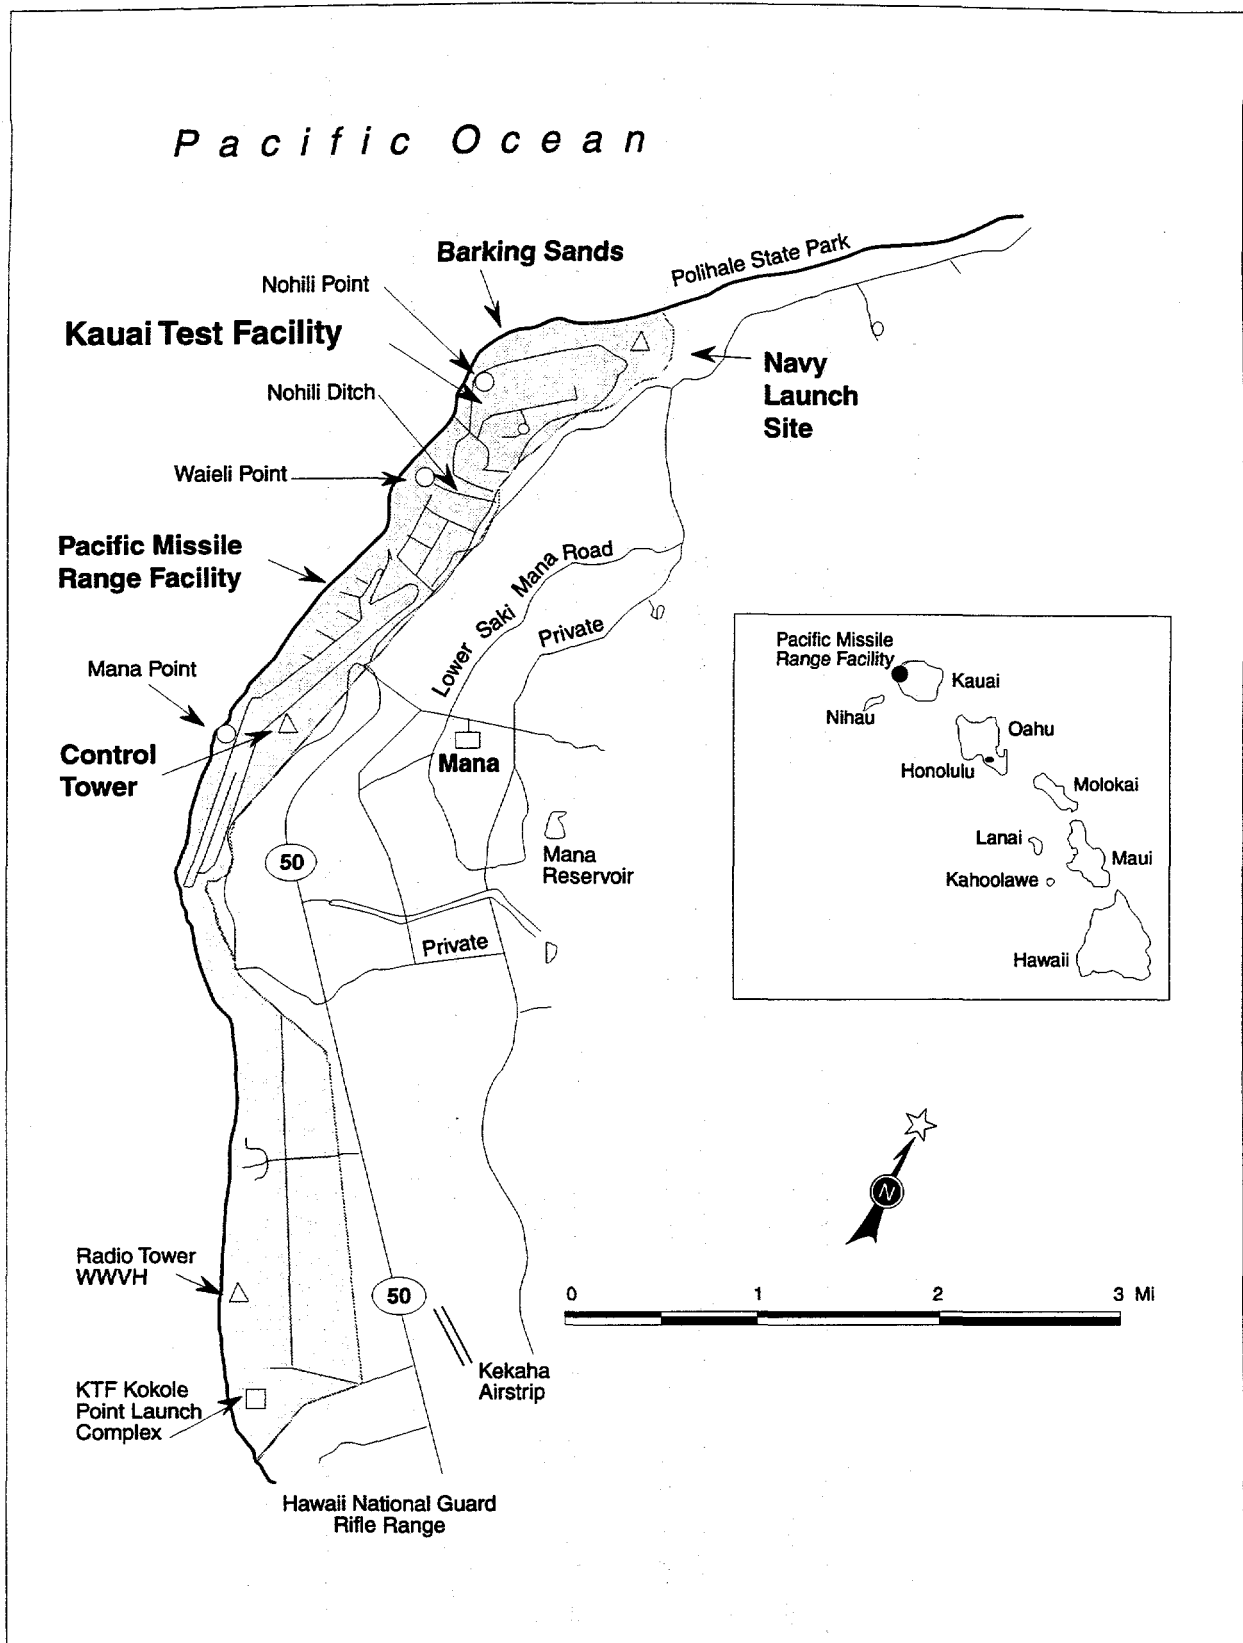 Pacific Ocean
Barking Sands
Polihale State Park
Nohili Point
Kauai Test Facility
Nohili Ditch
Navy
Launch
Site
Waieli Point
Pacific Missile
Range Facility
Lower Saki Mana Road
Private
Mana Point
Control
Tower
Mana
50
Mana
Reservoir
Private
Pacific Missile
Range Facility
Kauai
Nihau
Oahu
Honolulu
Molokai
Lanai
Maui
Kahoolawe
Hawaii
N
Radio Tower
WWVH
50
0 1 2 3 Mi
Kekaha
Airstrip
KTF Kokole
Point Launch
Complex
Hawaii National Guard
Rifle Range